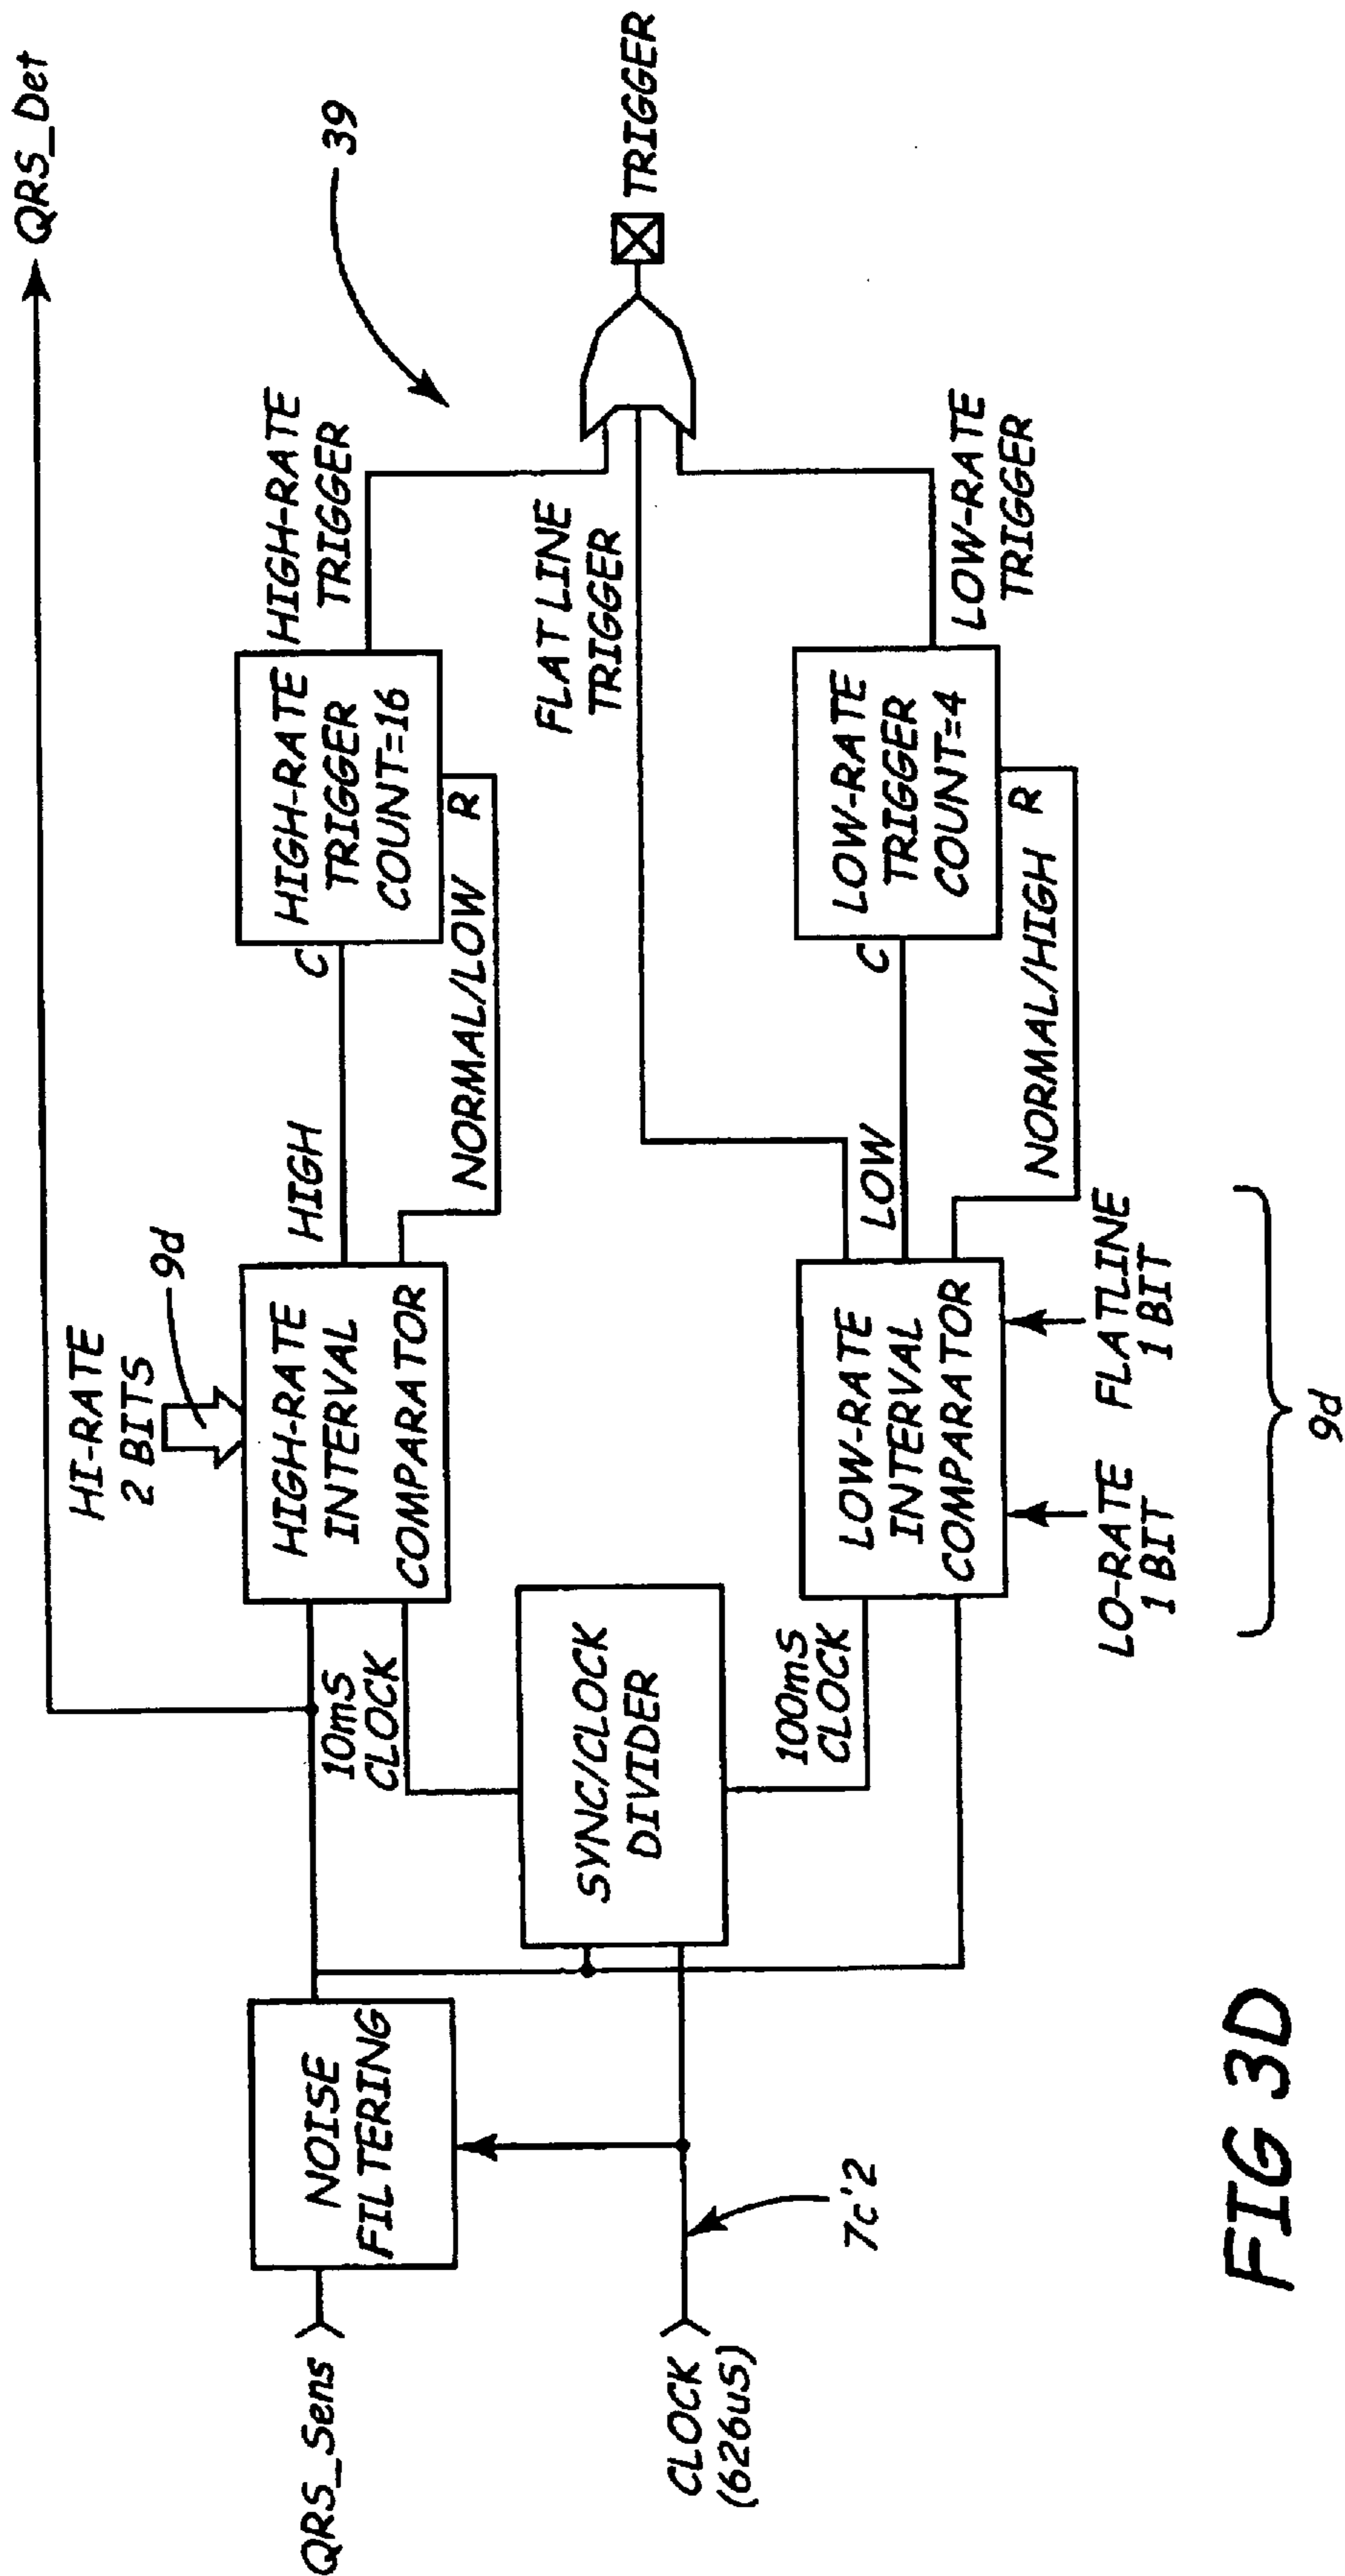 QRS_Det
39
HI-RATE
2 BITS
9d
HIGH-RATE
INTERVAL
COMPARATOR
HIGH
NORMAL/LOW
C
R
HIGH-RATE
TRIGGER
COUNT=16
HIGH-RATE
TRIGGER
QRS_Sens
NOISE
FILTERING
10mS
CLOCK
SYNC/CLOCK
DIVIDER
100mS
CLOCK
FLAT LINE
TRIGGER
TRIGGER
CLOCK
(626uS)
7c'2
LOW-RATE
INTERVAL
COMPARATOR
LOW
NORMAL/HIGH
C
R
LOW-RATE
TRIGGER
COUNT=4
LOW-RATE
TRIGGER
LO-RATE
1 BIT
FLATLINE
1 BIT
9d
FIG 3D